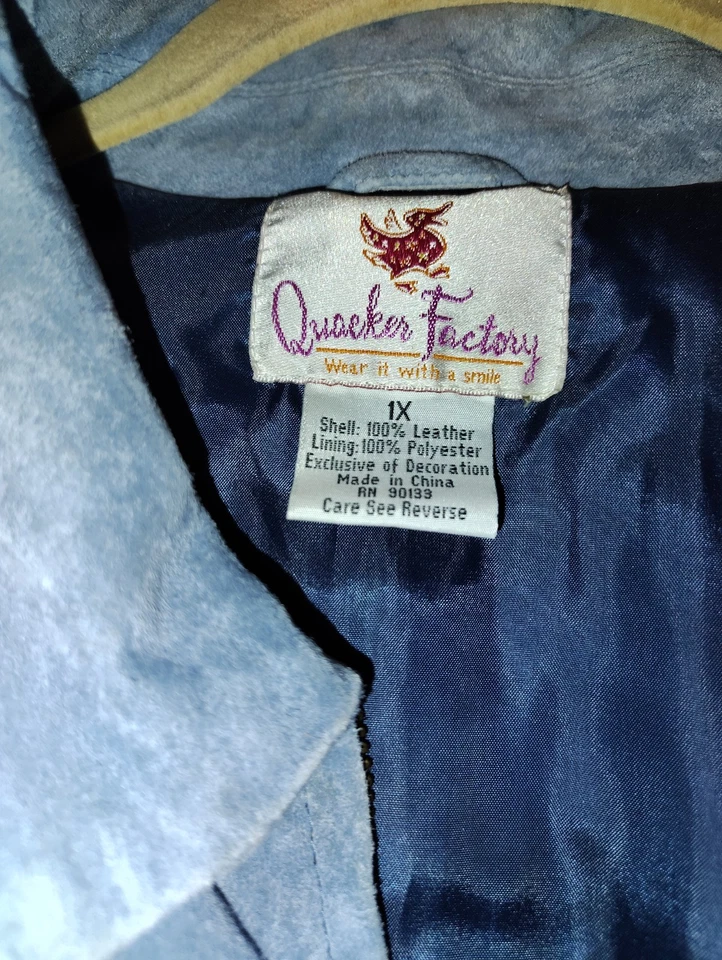 Quacker Factory
Wear it with a smile
1X
Shell: 100% Leather
Lining:100% Polyester
Exclusive of Decoration
Made in China
RN 90133
Care See Reverse